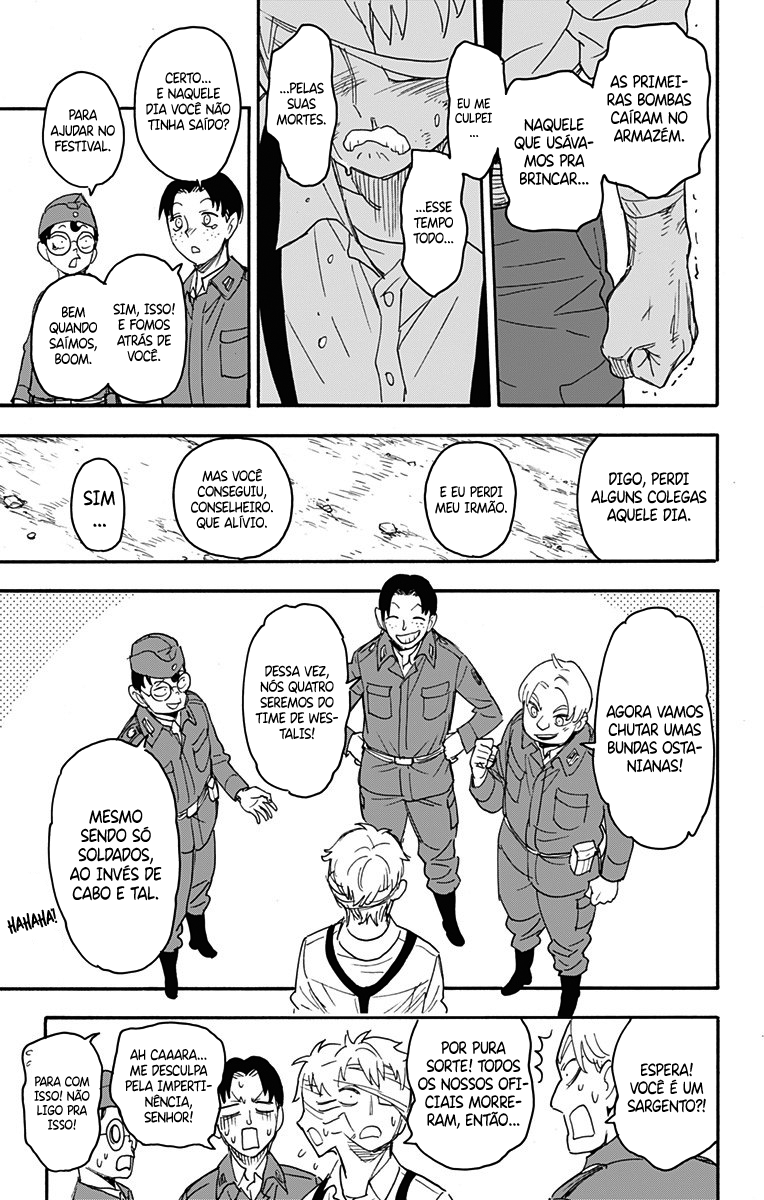 AS PRIMEI-
RAS BOMBAS
CAÍRAM NO
ARMAZÉM.
NAQUELE
QUE USÁVA-
MOS PRA
BRINCAR...
EU ME
CULPEI
...
...ESSE
TEMPO
TODO...
...PELAS
SUAS
MORTES.
CERTO...
E NAQUELE
DIA VOCÊ NÃO
TINHA SAÍDO?
PARA
AJUDAR NO
FESTIVAL.
SIM, ISSO!
E FOMOS
ATRÁS DE
VOCÊ.
BEM
QUANDO
SAÍMOS,
BOOM.
DIGO, PERDI
ALGUNS COLEGAS
AQUELE DIA.
E EU PERDI
MEU IRMÃO.
MAS VOCÊ
CONSEGUIU,
CONSELHEIRO.
QUE ALÍVIO.
SIM
...
AGORA VAMOS
CHUTAR UMAS
BUNDAS OSTA-
NIANAS!
DESSA VEZ,
NÓS QUATRO
SEREMOS DO
TIME DE WES-
TALIS!
MESMO
SENDO SÓ
SOLDADOS,
AO INVÉS DE
CABO E TAL.
HAHAHA!
ESPERA!
VOCÊ É UM
SARGENTO?!
POR PURA
SORTE! TODOS
OS NOSSOS OFI-
CIAIS MORRE-
RAM, ENTÃO...
AH CAAARA...
ME DESCULPA
PELA IMPERTI-
NÊNCIA,
SENHOR!
PARA COM
ISSO! NÃO
LIGO PRA
ISSO!